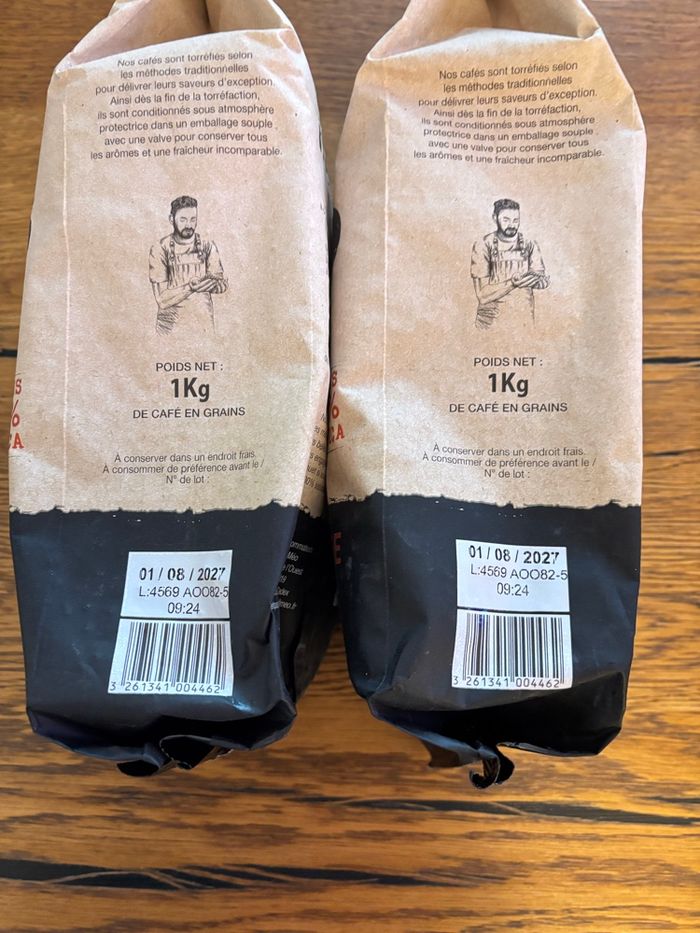 Nos cafés sont torréfiés selon
les méthodes traditionnelles
pour délivrer leurs saveurs d'exception.
Ainsi dès la fin de la torréfaction,
ils sont conditionnés sous atmosphère
protectrice dans un emballage souple
avec une valve pour conserver tous
les arômes et une fraîcheur incomparable.
POIDS NET :
1Kg
DE CAFÉ EN GRAINS
À conserver dans un endroit frais.
À consommer de préférence avant le /
N° de lot :
01 / 08 / 2027
L:4569 AOO82-5
09:24
3 261341 004462
Nos cafés sont torréfiés selon
les méthodes traditionnelles
pour délivrer leurs saveurs d'exception.
Ainsi dès la fin de la torréfaction,
ils sont conditionnés sous atmosphère
protectrice dans un emballage souple
avec une valve pour conserver tous
les arômes et une fraîcheur incomparable.
POIDS NET :
1Kg
DE CAFÉ EN GRAINS
À conserver dans un endroit frais.
À consommer de préférence avant le /
N° de lot :
01 / 08 / 2027
L:4569 AOO82-5
09:24
3 261341 004462